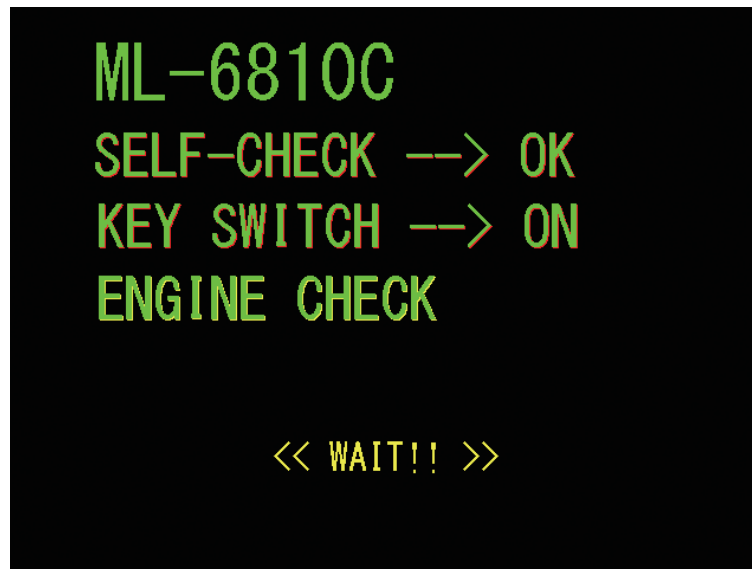 ML-6810C
SELF-CHECK --> OK
KEY SWITCH --> ON
ENGINE CHECK
<< WAIT!! >>